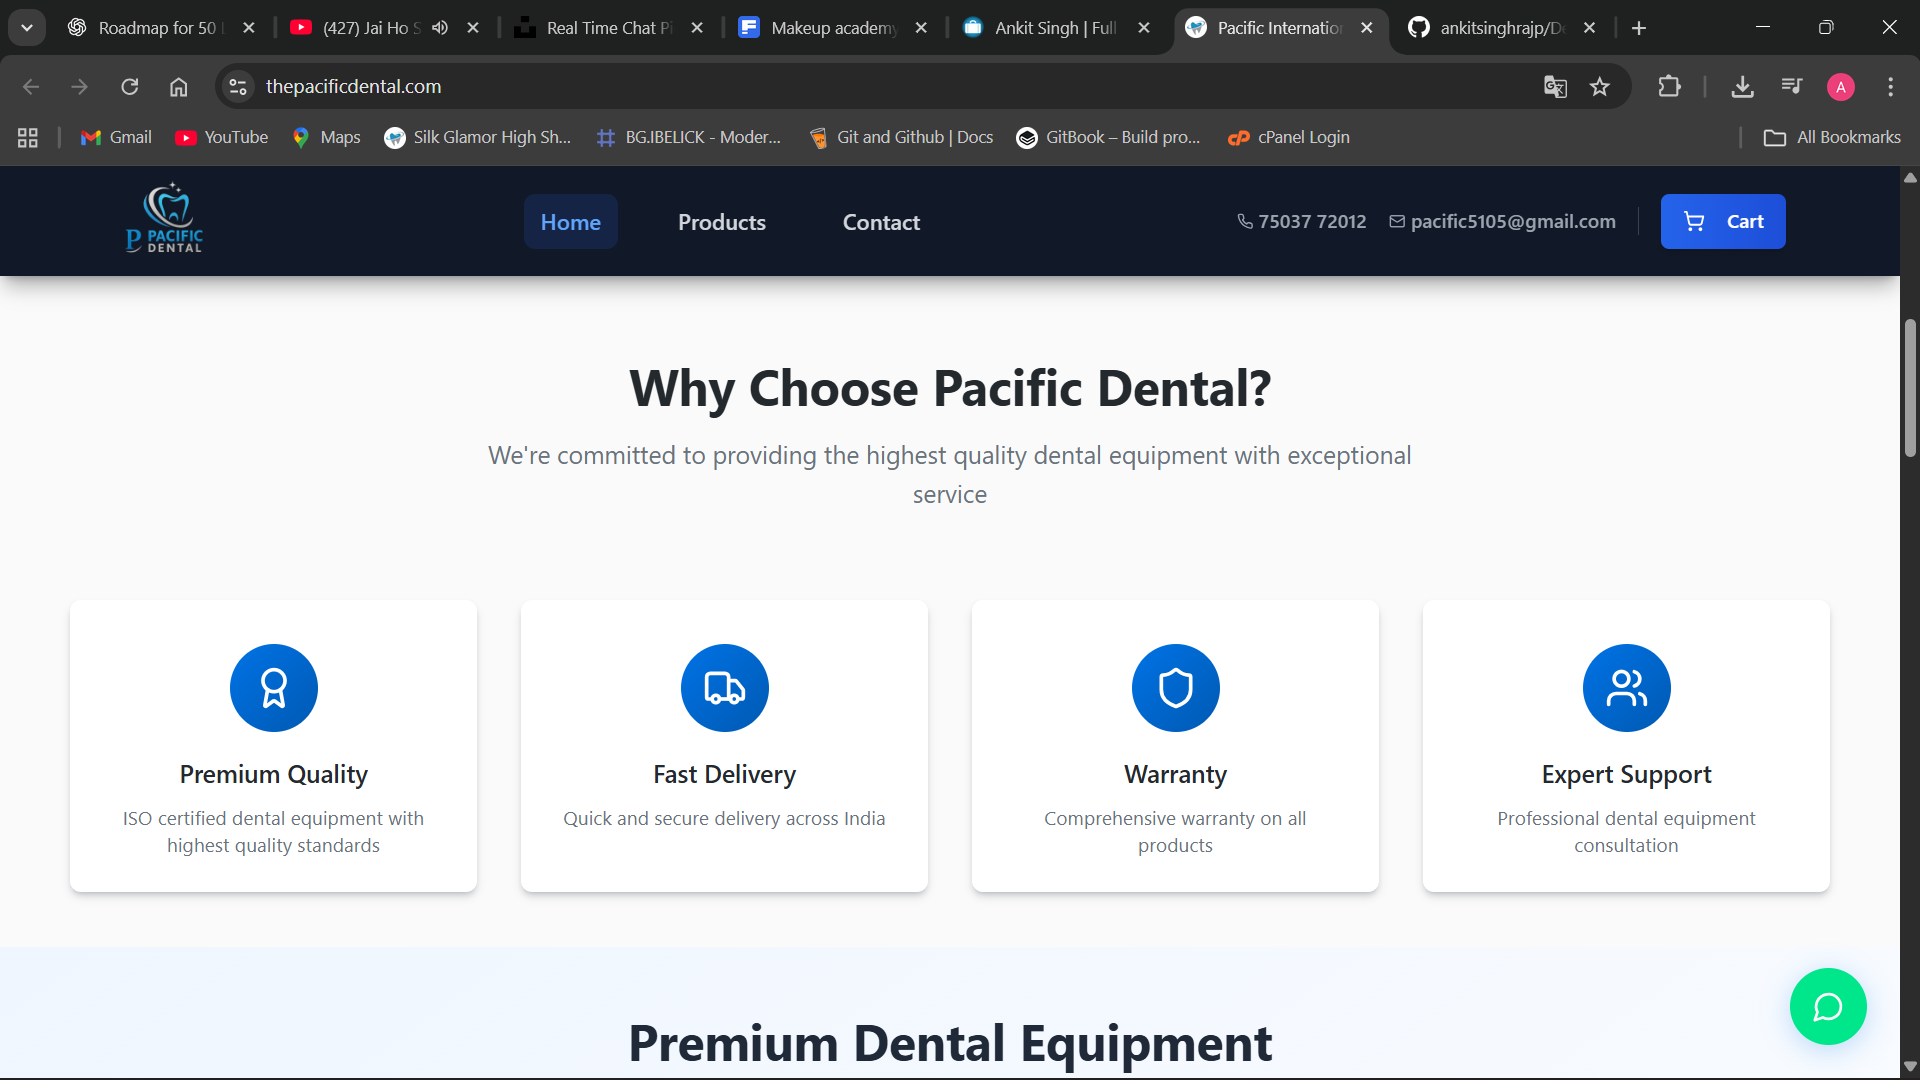 Roadmap for 50
(427) Jai Ho S
Real Time Chat Pi
Makeup academy
Ankit Singh | Full
Pacific Internatio
ankitsinghrajp/D
thepacificdental.com
A
Gmail
YouTube
Maps
Silk Glamor High Sh...
BG.IBELICK - Moder...
Git and Github | Docs
GitBook – Build pro...
cPanel Login
All Bookmarks
P PACIFIC
DENTAL
Home
Products
Contact
75037 72012
pacific5105@gmail.com
Cart
Why Choose Pacific Dental?
We're committed to providing the highest quality dental equipment with exceptional
service
Premium Quality
ISO certified dental equipment with
highest quality standards
Fast Delivery
Quick and secure delivery across India
Warranty
Comprehensive warranty on all
products
Expert Support
Professional dental equipment
consultation
Premium Dental Equipment